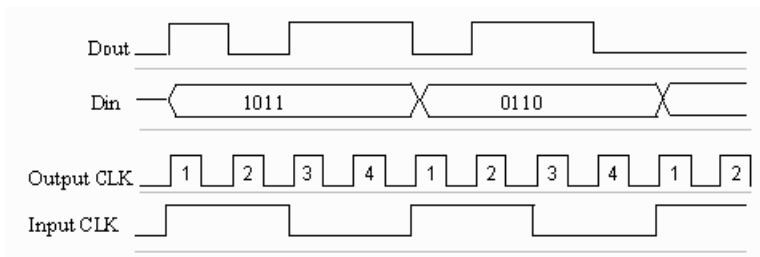 Dout
Din 1011 0110
Output CLK 1 2 3 4 1 2 3 4 1 2
Input CLK